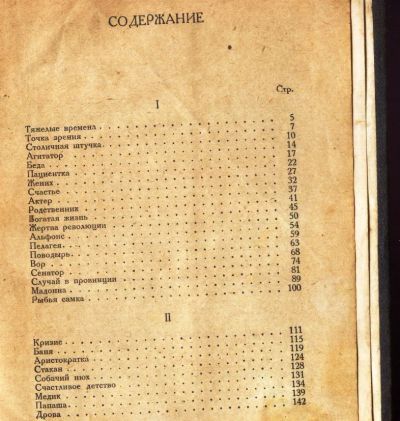 СОДЕРЖАНИЕ
I
Стр.
Тяжелые времена 5
Точка зрения 7
Столичная штучка 10
Агитатор 14
Беда 17
Пациентка 22
Жених 27
Счастье 32
Актер 37
Родственник 41
Богатая жизнь 45
Жертва революции 50
Альфонс 54
Пелагея 59
Поводырь 63
Вор 68
Сенатор 74
Случай в провинции 81
Мадонна 89
Рыбья самка 100
II
Кризис 111
Баня 115
Аристократка 119
Стакан 124
Собачий нюх 128
Счастливое детство 131
Медик 134
Папаша 139
Дрова 142